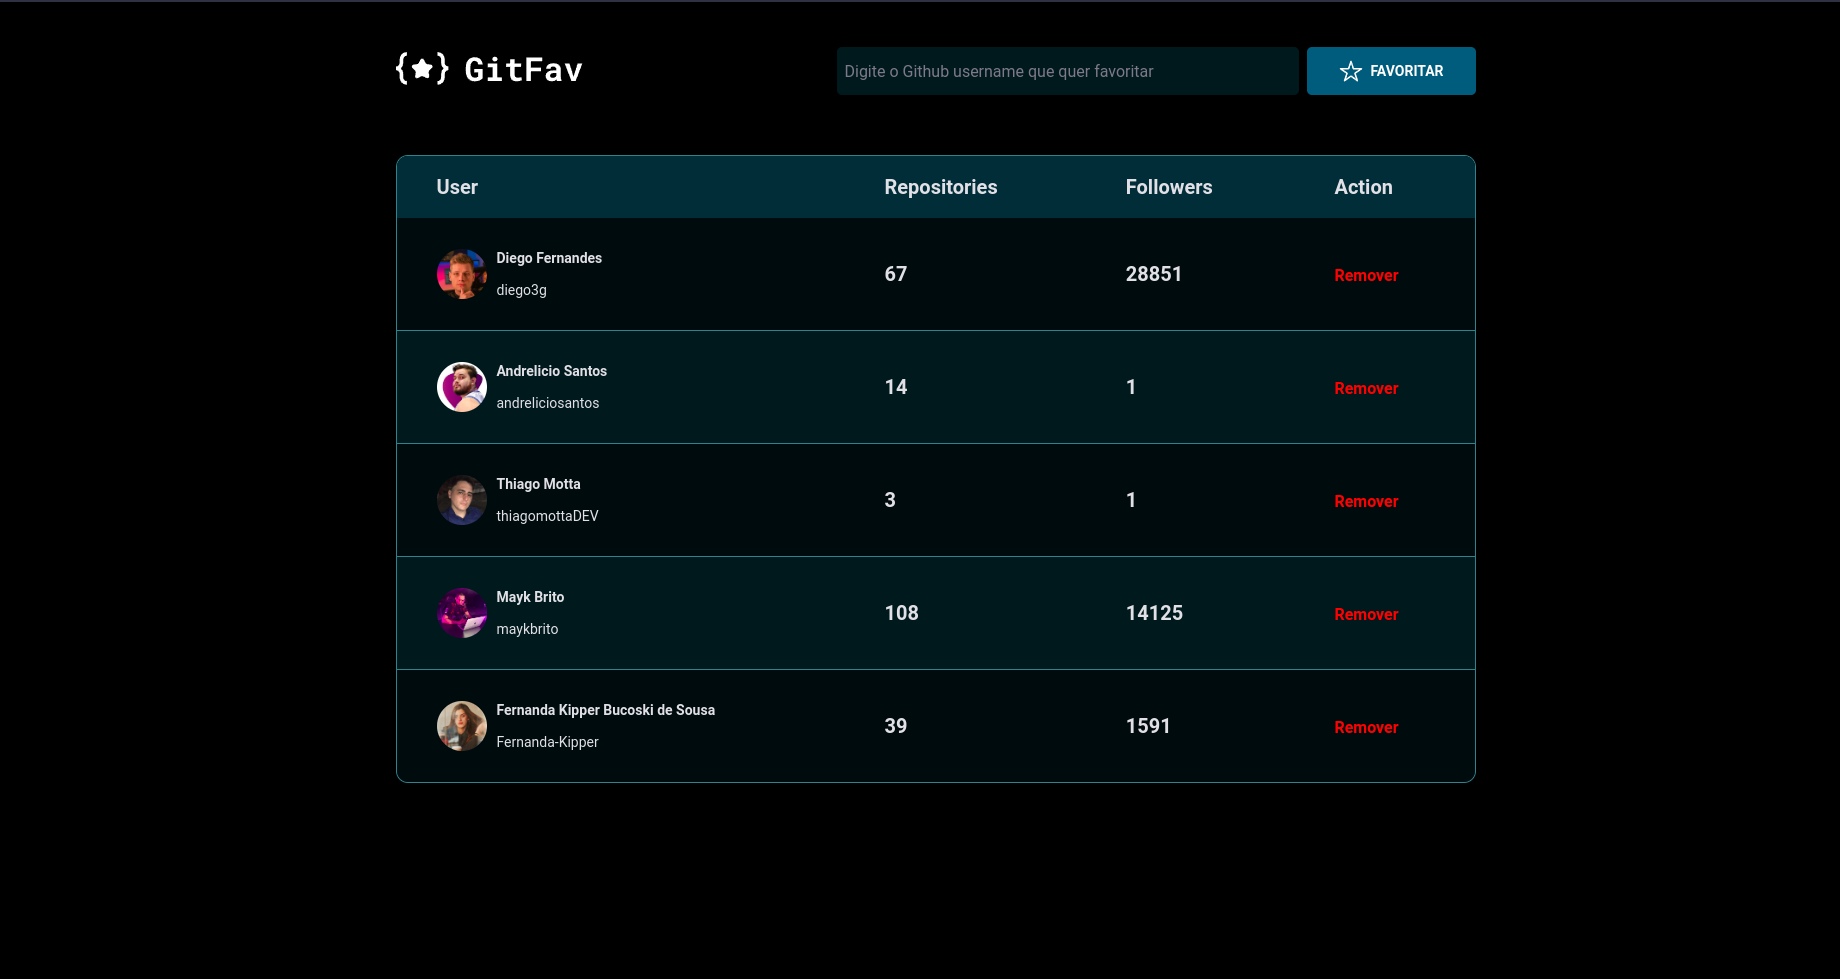 GitFav
Digite o Github username que quer favoritar
FAVORITAR
User Repositories Followers Action
Diego Fernandes
diego3g
67 28851 Remover
Andrelicio Santos
andreliciosantos
14 1 Remover
Thiago Motta
thiagomottaDEV
3 1 Remover
Mayk Brito
maykbrito
108 14125 Remover
Fernanda Kipper Bucoski de Sousa
Fernanda-Kipper
39 1591 Remover